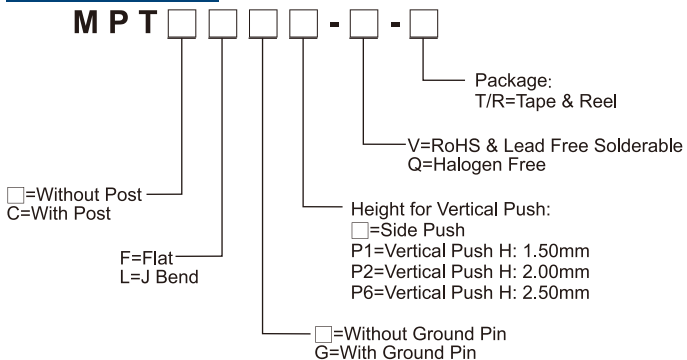 MPT□□□□-□-□
Package:
T/R=Tape & Reel
V=RoHS & Lead Free Solderable
Q=Halogen Free
□=Without Post
C=With Post
Height for Vertical Push:
□=Side Push
P1=Vertical Push H: 1.50mm
P2=Vertical Push H: 2.00mm
P6=Vertical Push H: 2.50mm
F=Flat
L=J Bend
□=Without Ground Pin
G=With Ground Pin